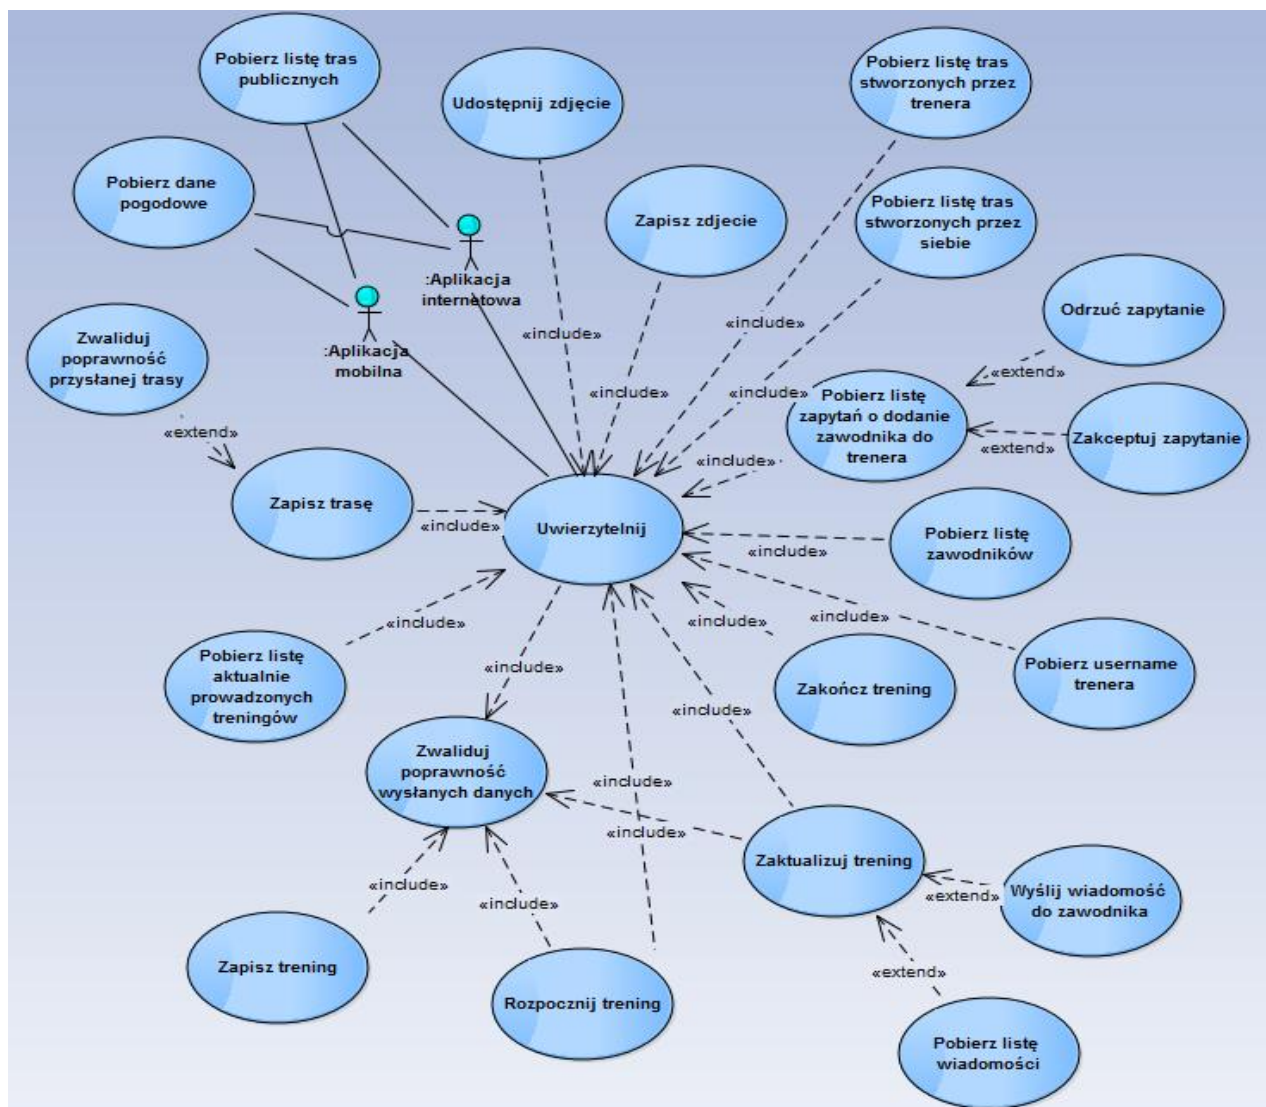 Pobierz listę tras
publicznych
Udostępnij zdjęcie
Pobierz listę tras
stworzonych przez
trenera
Pobierz dane
pogodowe
Zapisz zdjecie
Pobierz listę tras
stworzonych przez
siebie
:Aplikacja
internetowa
Odrzuć zapytanie
Zwaliduj
poprawność
przysłanej trasy
:Aplikacja
mobilna
«include»
«include»
«include»
«include»
«extend»
Pobierz listę
zapytań o dodanie
zawodnika do
trenera
Zakceptuj zapytanie
«extend»
«extend»
«include»
Zapisz trasę
«include»
Uwierzytelnij
Pobierz listę
zawodników
«include»
«include»
«include»
«include»
Pobierz listę
aktualnie
prowadzonych
treningów
«include»
Zakończ trening
Pobierz username
trenera
«include»
Zwaliduj
poprawność
wysłanych danych
«include»
«include»
Zaktualizuj trening
«include»
«include»
«extend»
Wyślij wiadomość
do zawodnika
Zapisz trening
«extend»
Rozpocznij trening
Pobierz listę
wiadomości